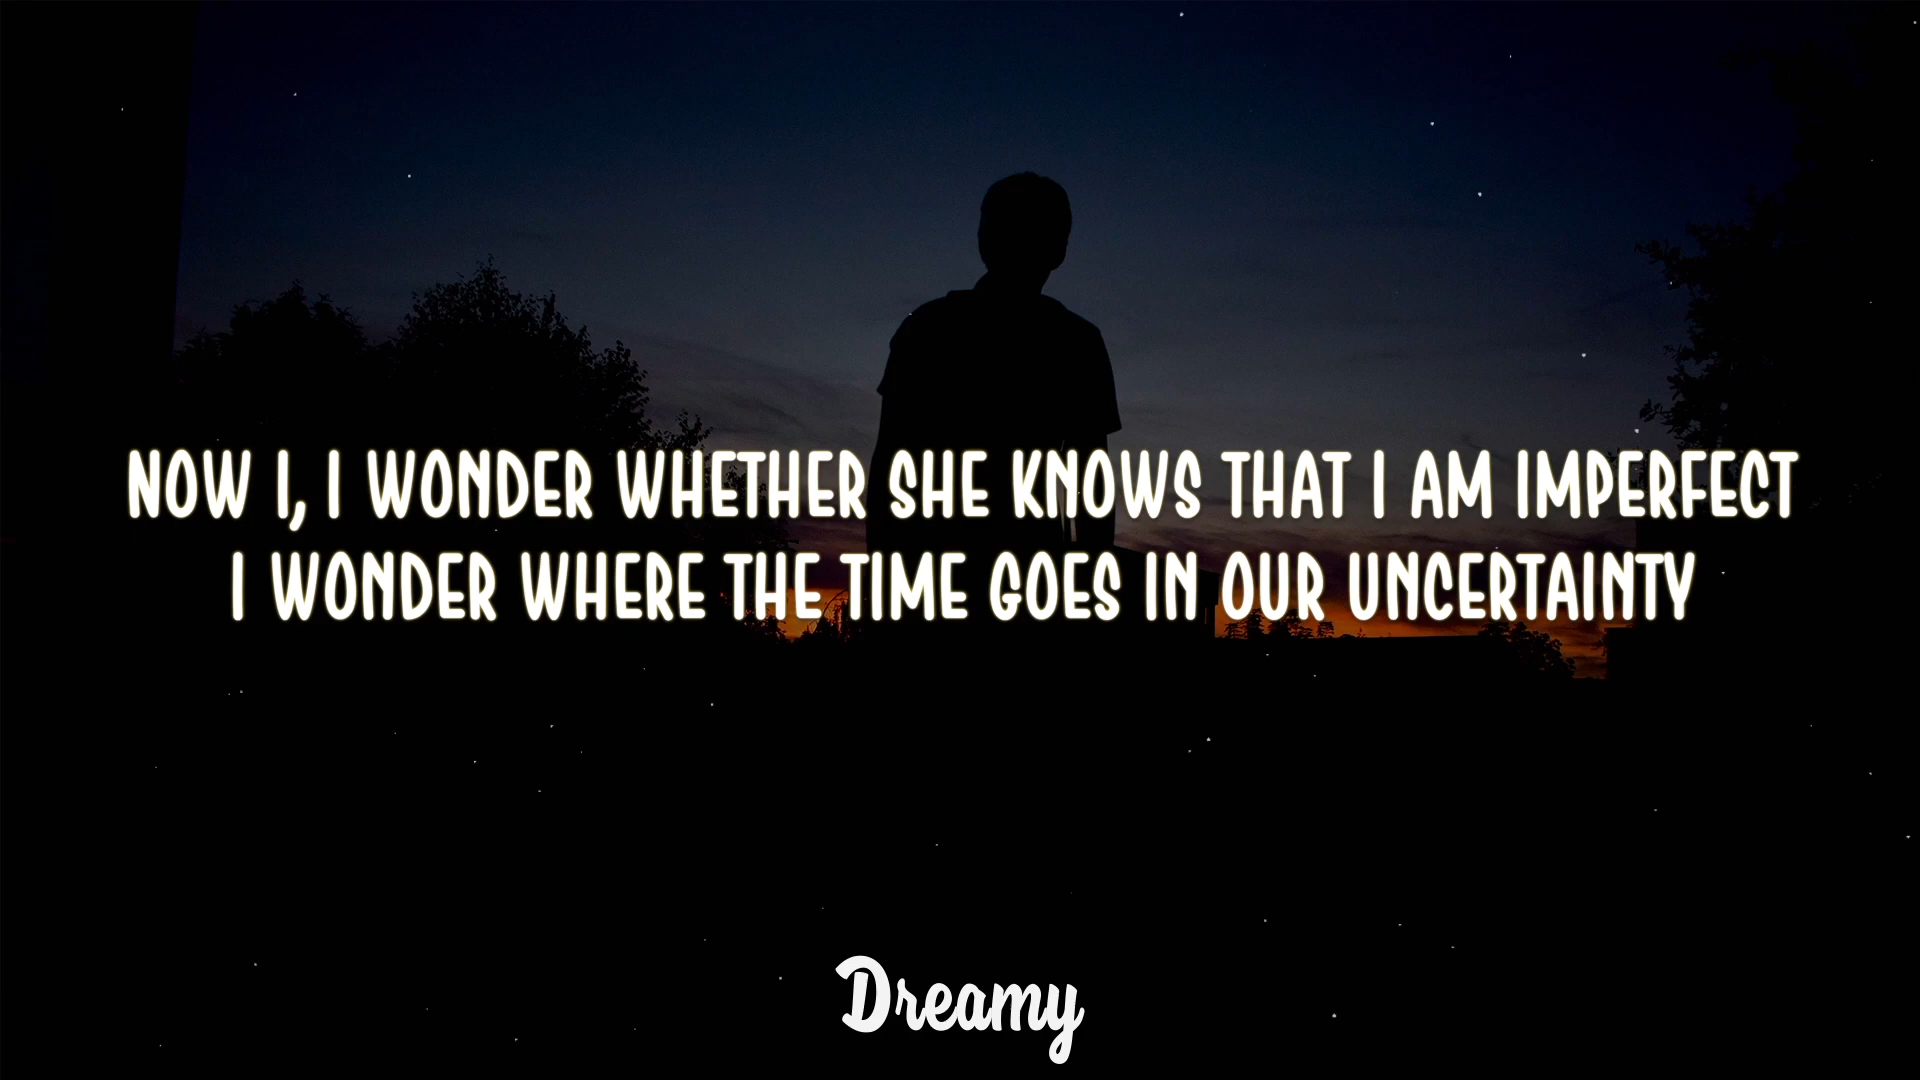 NOW I, I WONDER WHETHER SHE KNOWS THAT I AM IMPERFECT
I WONDER WHERE THE TIME GOES IN OUR UNCERTAINTY
Dreamy